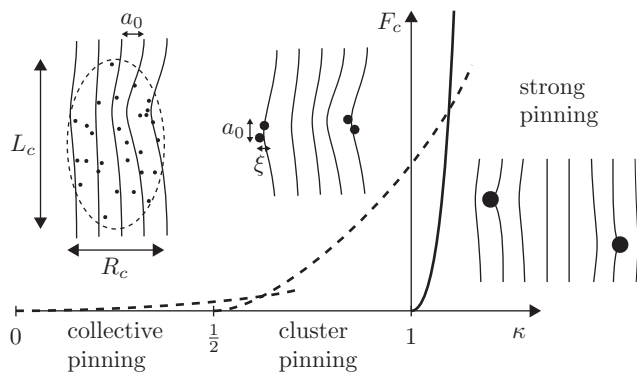 a₀
F_c
strong
pinning
L_c
a₀
ξ
R_c
0
collective
pinning
1/2
cluster
pinning
1
κ